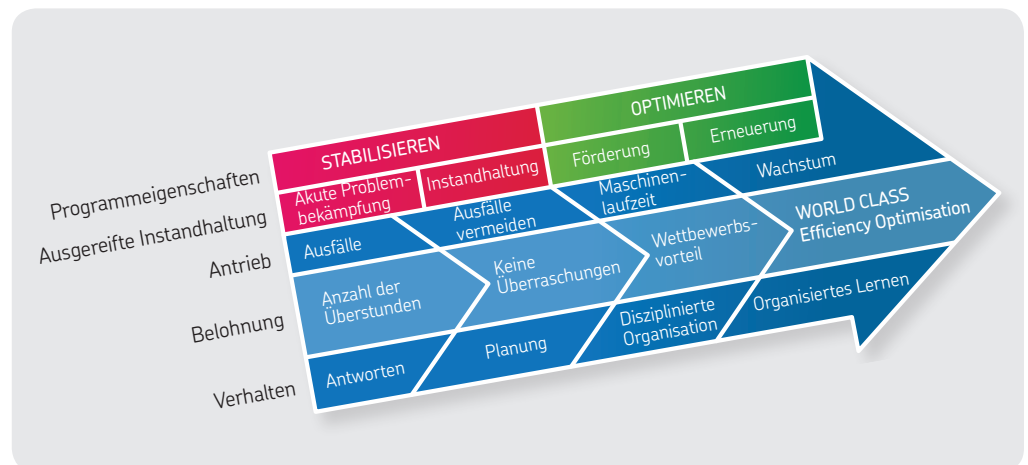 Programmeigenschaften
STABILISIEREN
OPTIMIEREN
Ausgereifte Instandhaltung
Akute Problem-
bekämpfung
Instandhaltung
Förderung
Erneuerung
Antrieb
Ausfälle
Ausfälle
vermeiden
Maschinen-
laufzeit
Wachstum
Belohnung
Anzahl der
Überstunden
Keine
Überraschungen
Wettbewerbs-
vorteil
WORLD CLASS
Efficiency Optimisation
Verhalten
Antworten
Planung
Disziplinierte
Organisation
Organisiertes Lernen